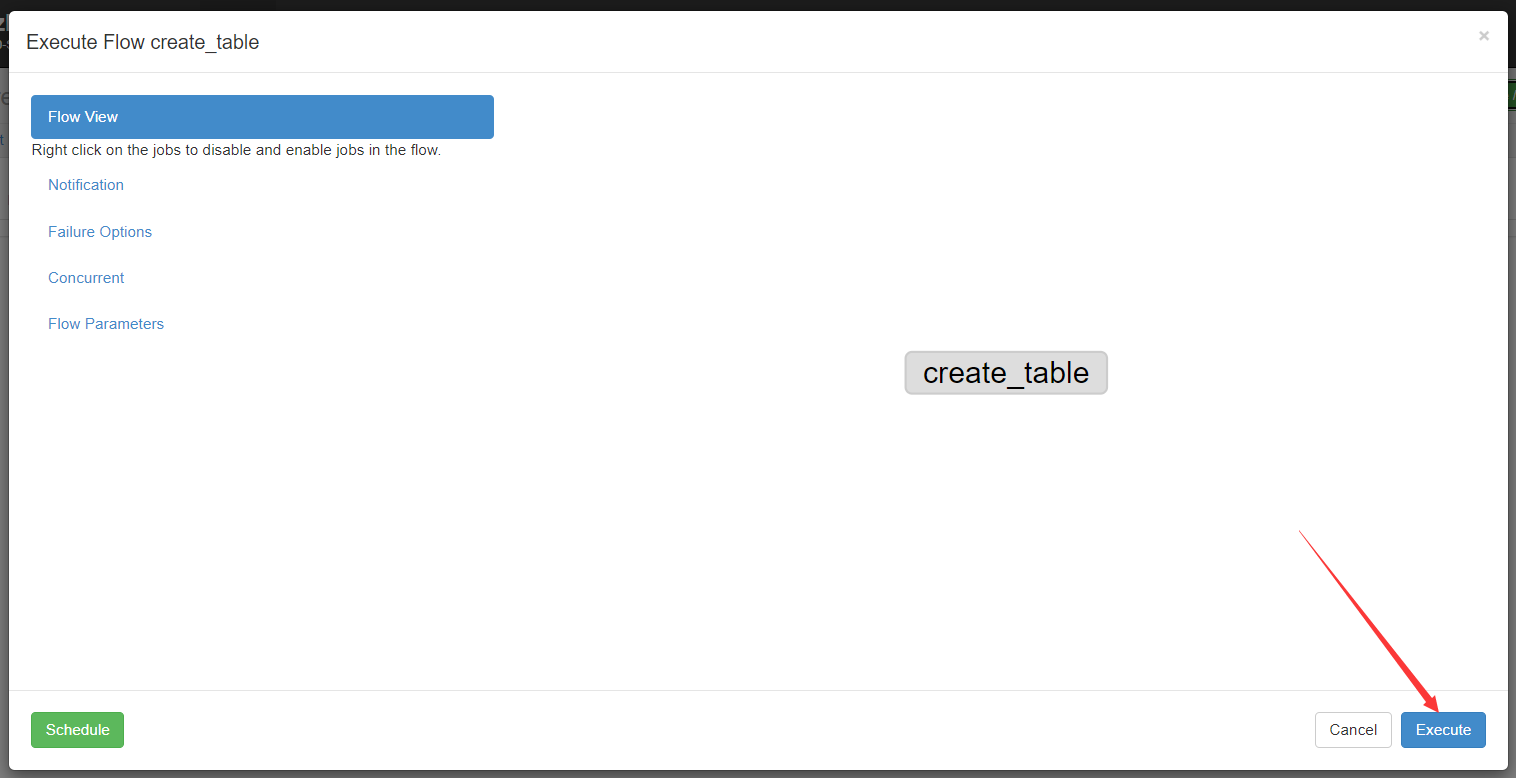 Execute Flow create_table
×
Flow View
Right click on the jobs to disable and enable jobs in the flow.
Notification
Failure Options
Concurrent
Flow Parameters
create_table
Schedule
Cancel
Execute